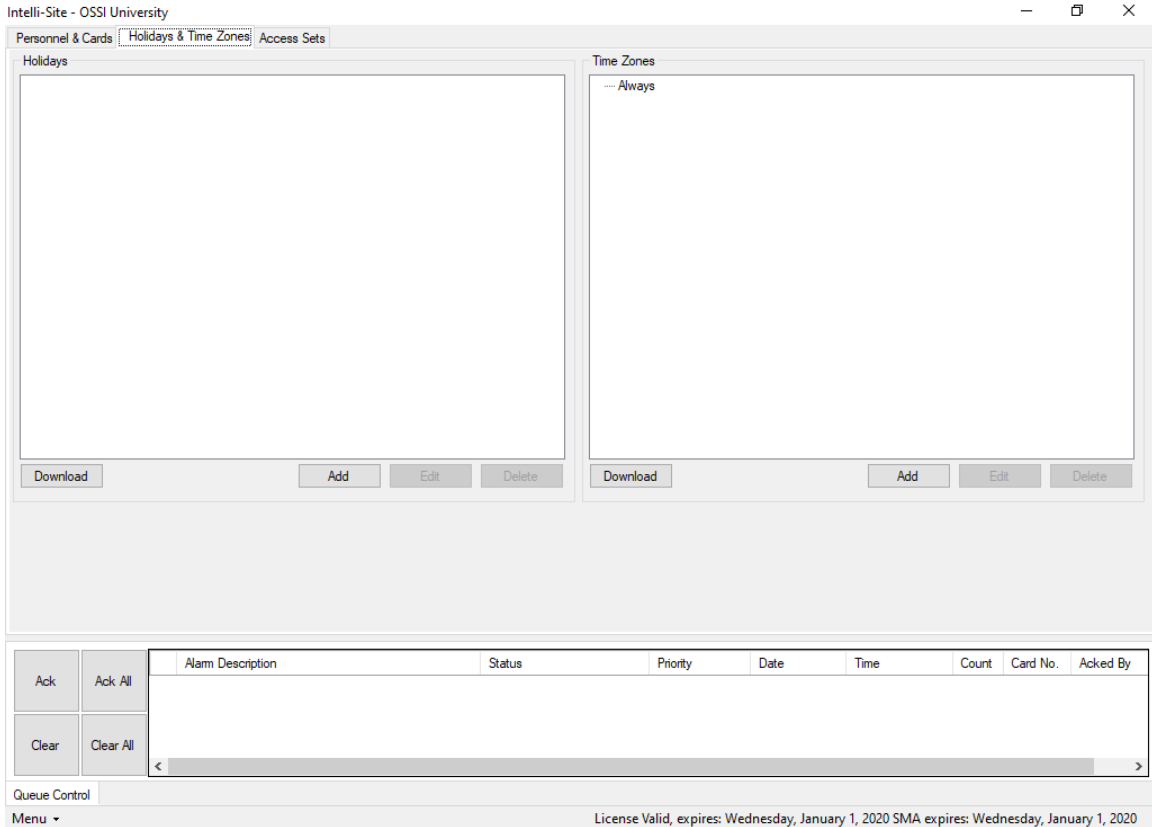 Intelli-Site - OSSI University
Personnel & Cards Holidays & Time Zones Access Sets
Holidays
Time Zones
Always
Download Add Edit Delete
Download Add Edit Delete
Ack Ack All
Clear Clear All
Alarm Description Status Priority Date Time Count Card No. Acked By
Queue Control
Menu
License Valid, expires: Wednesday, January 1, 2020 SMA expires: Wednesday, January 1, 2020